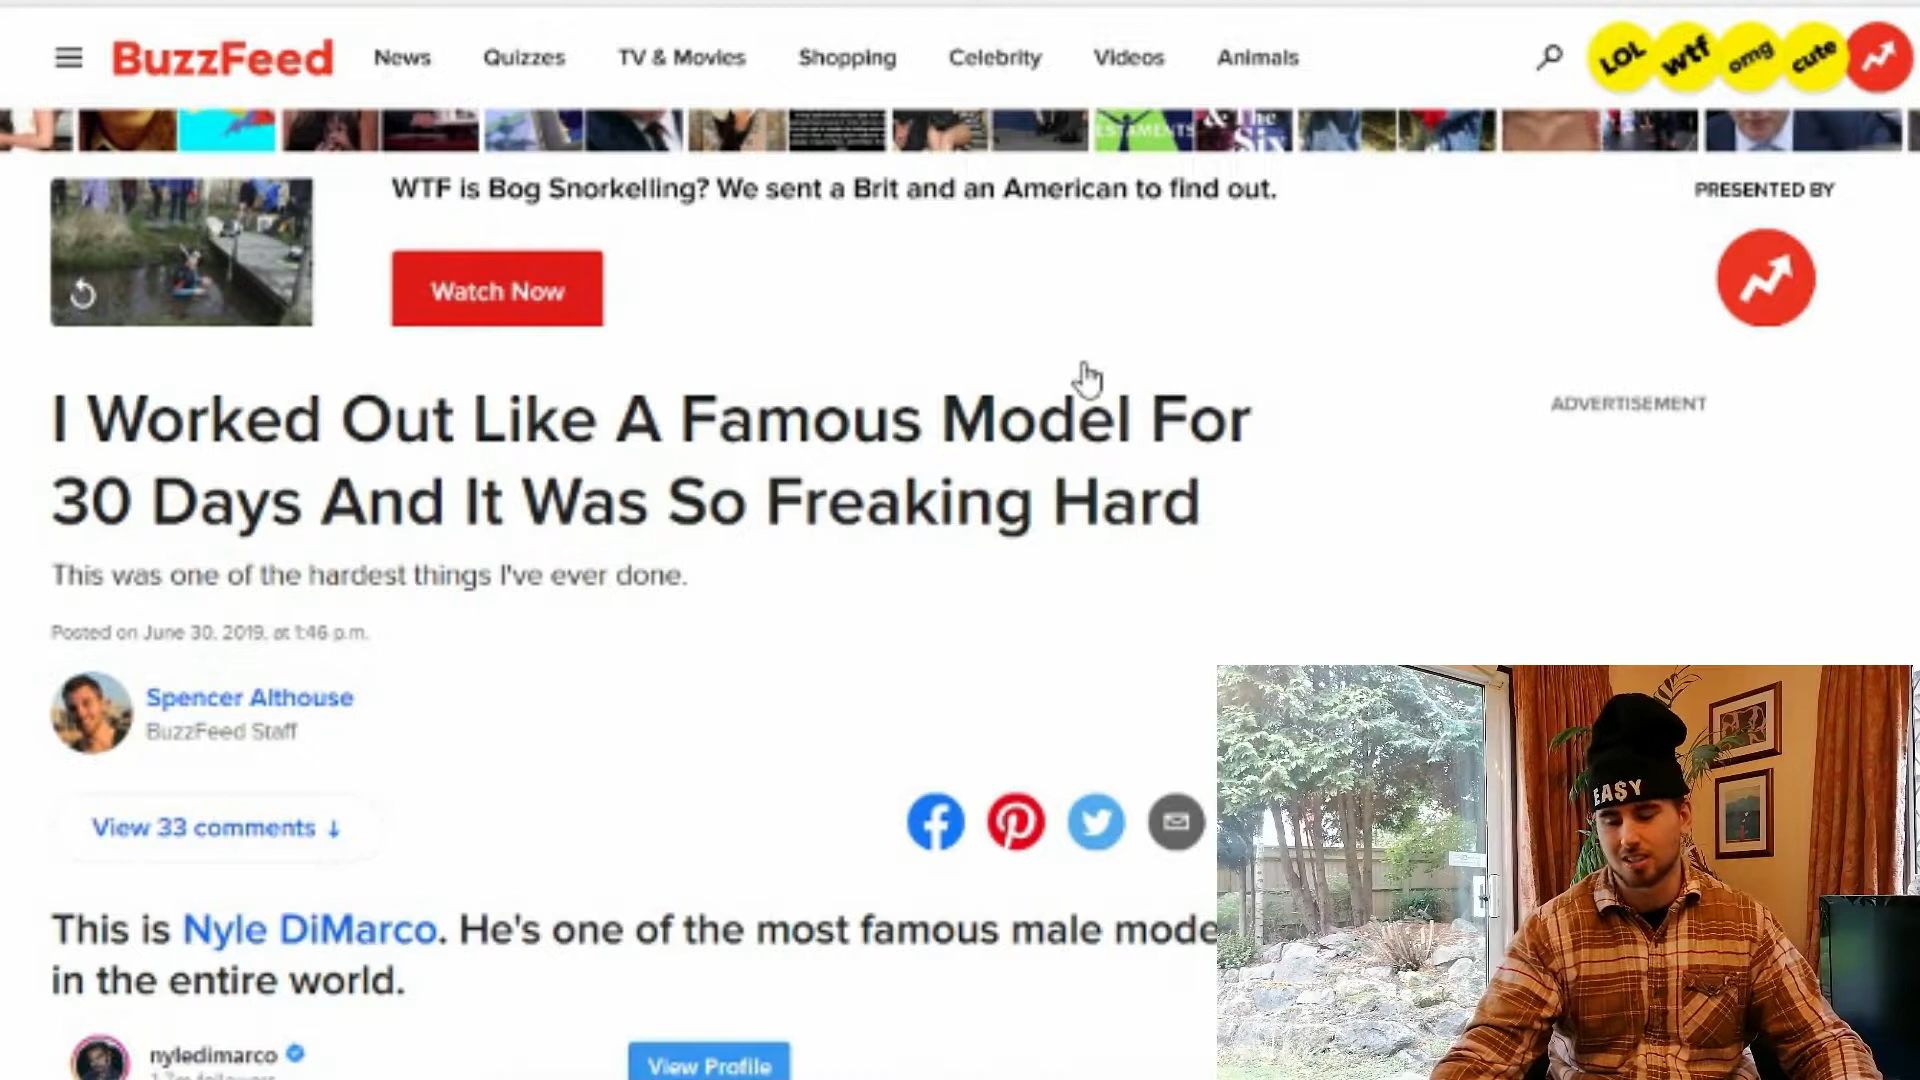 BuzzFeed News Quizzes TV & Movies Shopping Celebrity Videos Animals LOL wtf omg cute
ESTAMENTS & The
Six
WTF is Bog Snorkelling? We sent a Brit and an American to find out.
PRESENTED BY
Watch Now
I Worked Out Like A Famous Model For
30 Days And It Was So Freaking Hard
ADVERTISEMENT
This was one of the hardest things I've ever done.
Posted on June 30, 2019, at 1:46 p.m.
Spencer Althouse
BuzzFeed Staff
View 33 comments ↓
EA$Y
This is Nyle DiMarco. He's one of the most famous male mode
in the entire world.
nyledimarco
View Profile